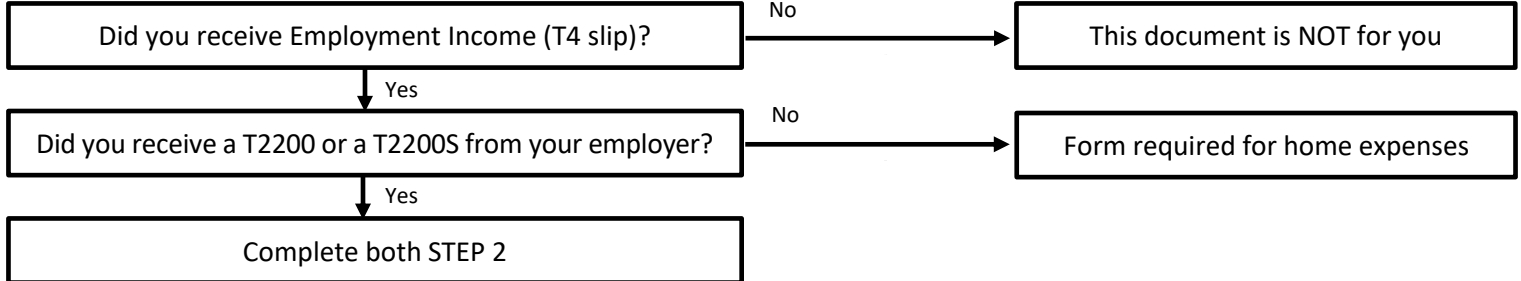 Did you receive Employment Income (T4 slip)?
No
This document is NOT for you
Yes
Did you receive a T2200 or a T2200S from your employer?
No
Form required for home expenses
Yes
Complete both STEP 2